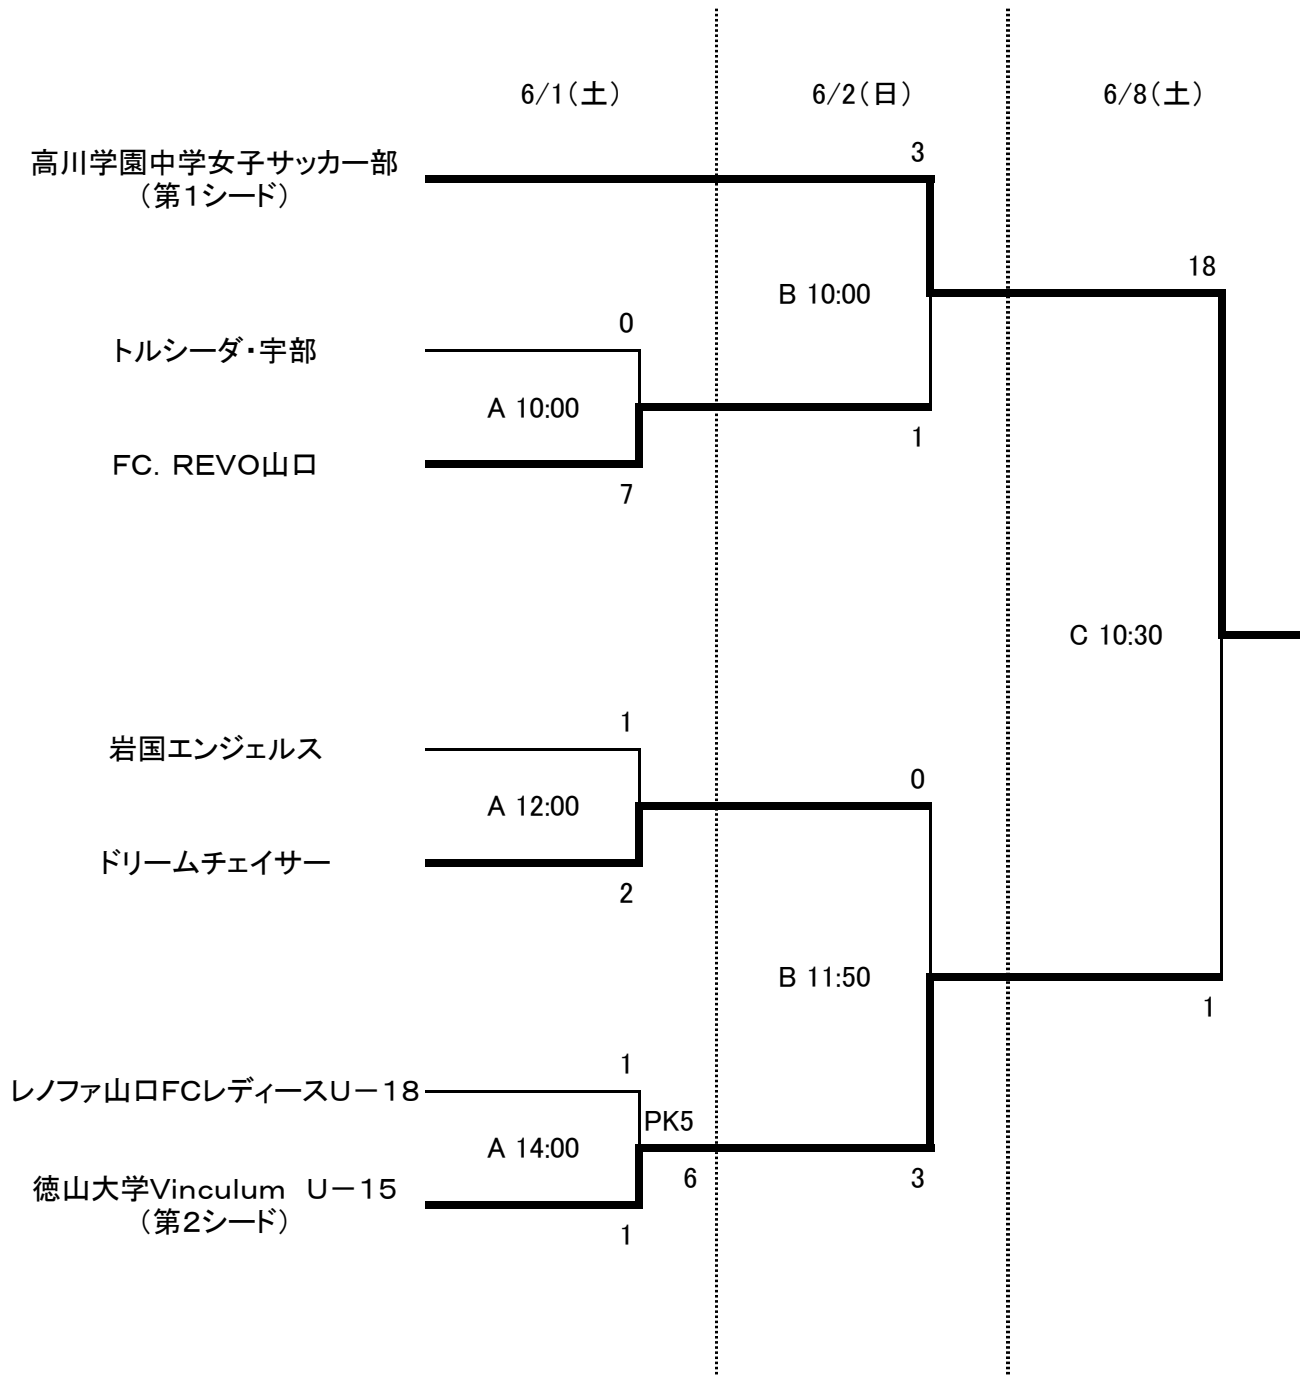 6/1(土)
6/2(日)
6/8(土)
3
高川学園中学女子サッカー部
(第1シード)
18
B 10:00
0
トルシーダ・宇部
A 10:00
1
FC．REVO山口
7
C 10:30
1
岩国エンジェルス
0
A 12:00
ドリームチェイサー
2
B 11:50
1
1
レノファ山口FCレディースU－18
PK5
A 14:00
6
3
徳山大学Vinculum　U－15
(第2シード)
1